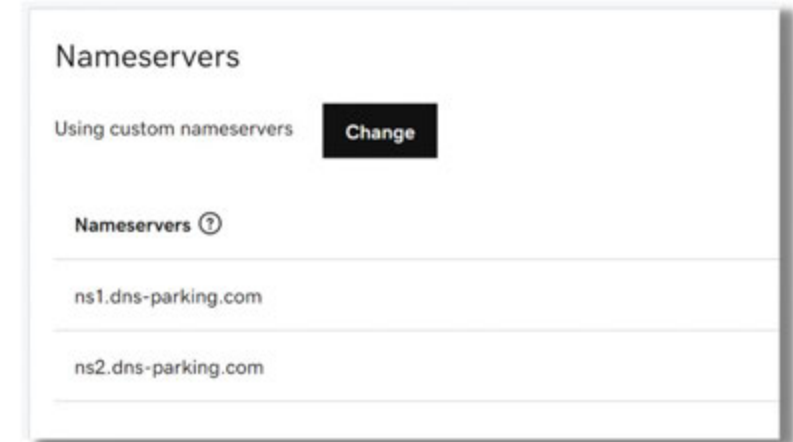 Nameservers
Using custom nameservers Change
Nameservers ?
ns1.dns-parking.com
ns2.dns-parking.com